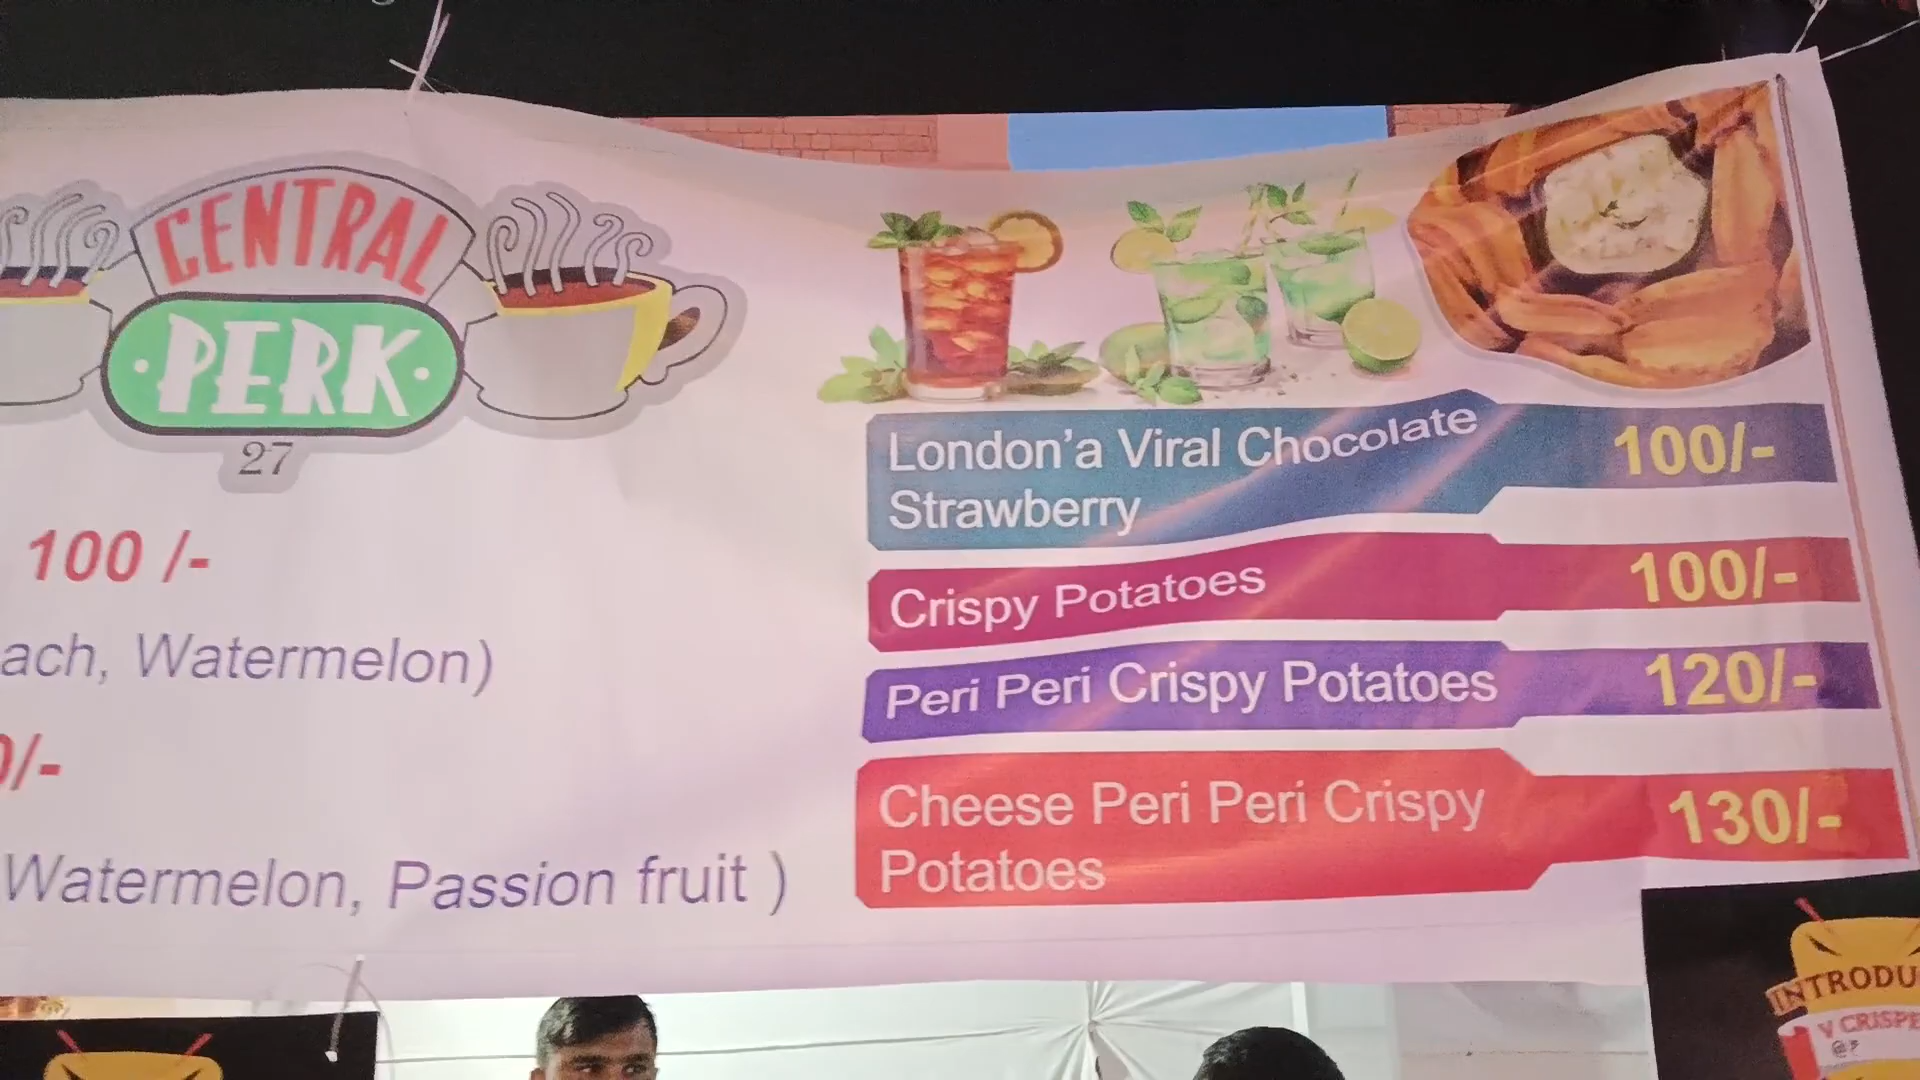 CENTRAL
PERK
27
100 /-
ach, Watermelon)
0/-
Watermelon, Passion fruit )
London'a Viral Chocolate
Strawberry
100/-
Crispy Potatoes
100/-
Peri Peri Crispy Potatoes
120/-
Cheese Peri Peri Crispy
Potatoes
130/-
INTRODU
V CRISPE
@₹